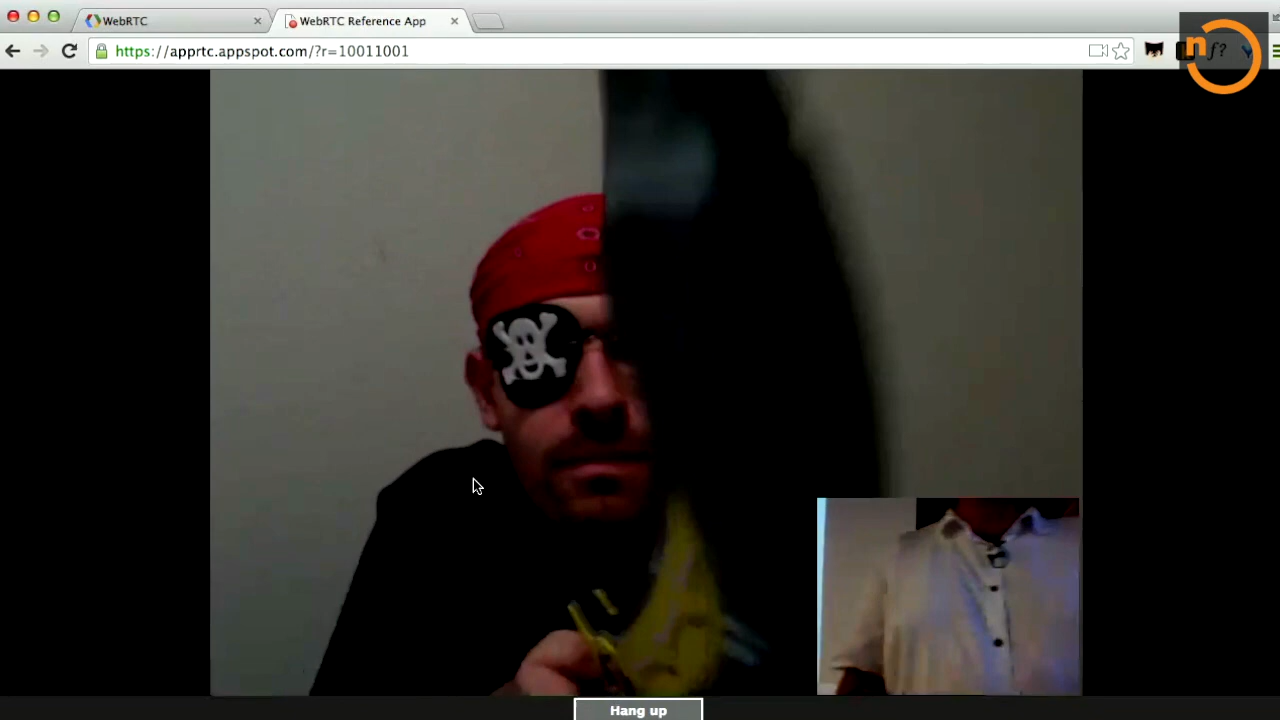 WebRTC
WebRTC Reference App
https://apprtc.appspot.com/?r=10011001
f?
n
Hang up